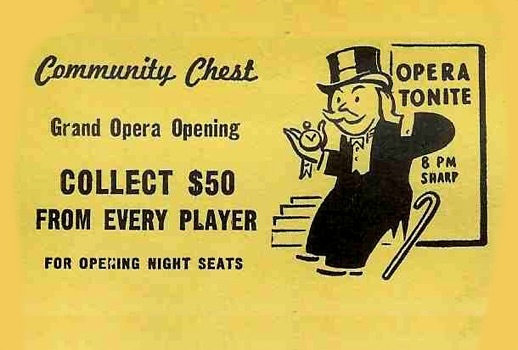 Community Chest
Grand Opera Opening
COLLECT $50
FROM EVERY PLAYER
FOR OPENING NIGHT SEATS
OPERA
TONITE
8 PM
SHARP